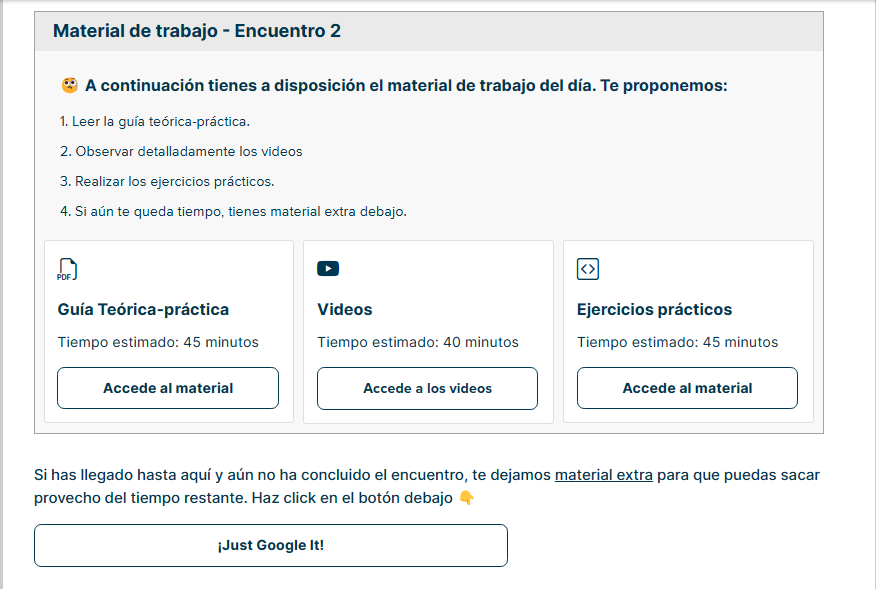 Material de trabajo - Encuentro 2
🧐 A continuación tienes a disposición el material de trabajo del día. Te proponemos:
1. Leer la guía teórica-práctica.
2. Observar detalladamente los videos
3. Realizar los ejercicios prácticos.
4. Si aún te queda tiempo, tienes material extra debajo.
PDF
Guía Teórica-práctica
Tiempo estimado: 45 minutos
Accede al material
Videos
Tiempo estimado: 40 minutos
Accede a los videos
Ejercicios prácticos
Tiempo estimado: 45 minutos
Accede al material
Si has llegado hasta aquí y aún no ha concluido el encuentro, te dejamos material extra para que puedas sacar
provecho del tiempo restante. Haz click en el botón debajo 👇
¡Just Google It!